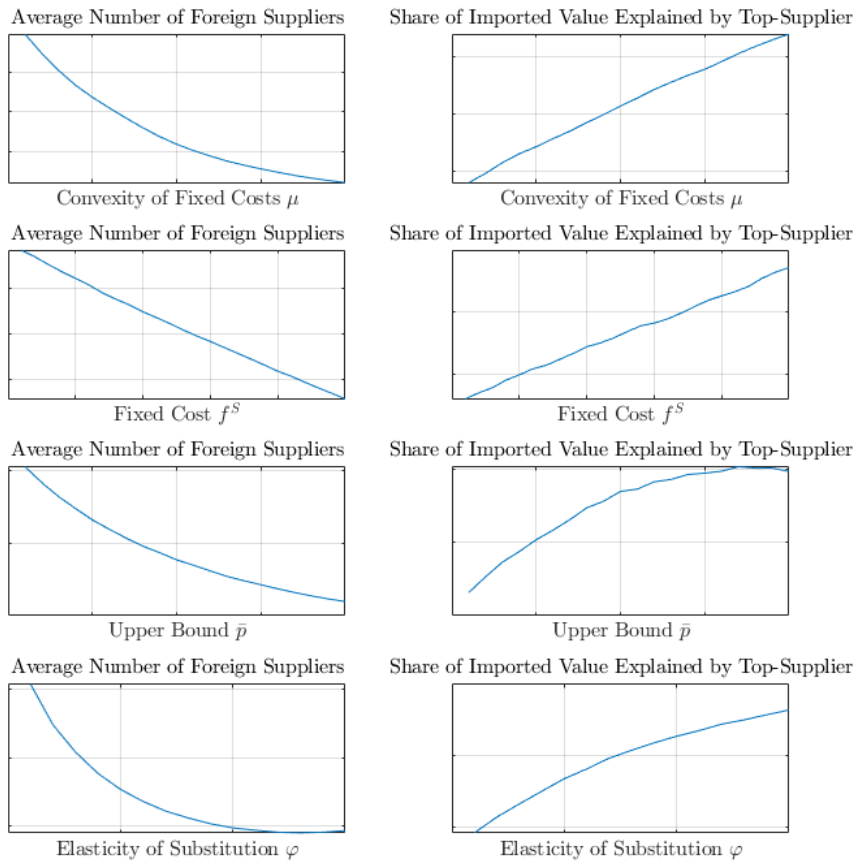 Average Number of Foreign Suppliers
Share of Imported Value Explained by Top-Supplier
Convexity of Fixed Costs μ
Convexity of Fixed Costs μ
Average Number of Foreign Suppliers
Share of Imported Value Explained by Top-Supplier
Fixed Cost f^S
Fixed Cost f^S
Average Number of Foreign Suppliers
Share of Imported Value Explained by Top-Supplier
Upper Bound p̄
Upper Bound p̄
Average Number of Foreign Suppliers
Share of Imported Value Explained by Top-Supplier
Elasticity of Substitution φ
Elasticity of Substitution φ